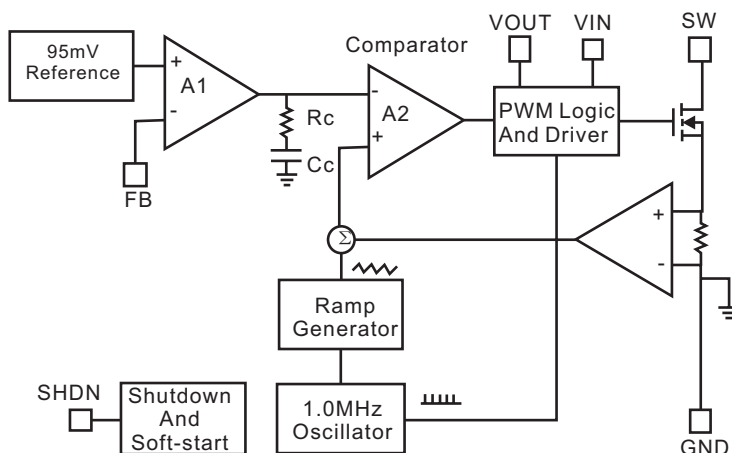 VOUT VIN SW
95mV
Reference
+
A1
-
FB
Rc
Cc
Comparator
-
A2
+
PWM Logic
And Driver
+
-
Σ
Ramp
Generator
1.0MHz
Oscillator
SHDN
Shutdown
And
Soft-start
GND